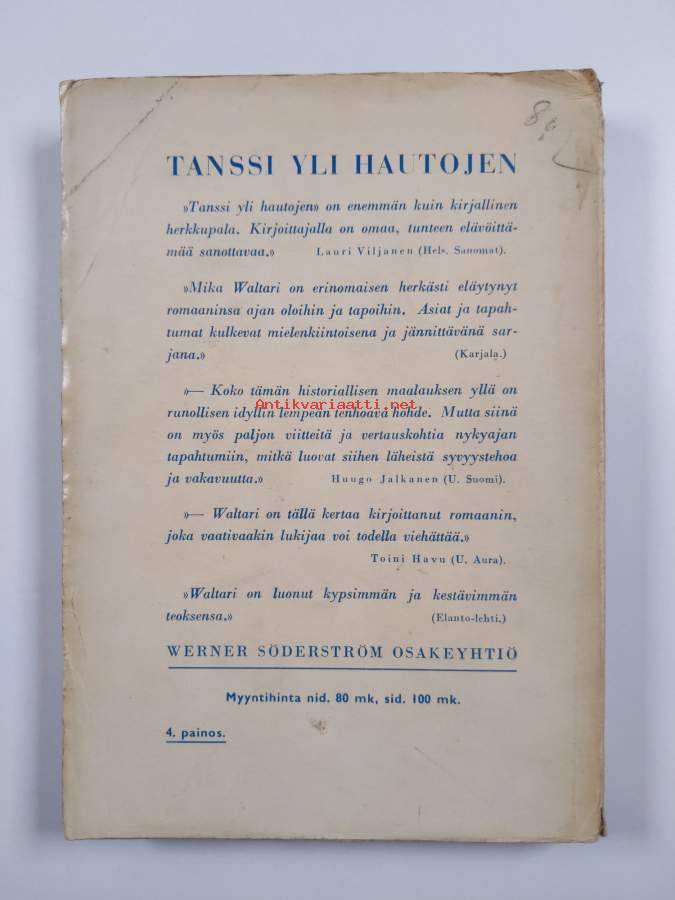 TANSSI YLI HAUTOJEN
»Tanssi yli hautojen» on enemmän kuin kirjallinen
herkkupala. Kirjoittajalla on omaa, tunteen elävöittä-
mää sanottavaa.» Lauri Viljanen (Hels. Sanomat).
»Mika Waltari on erinomaisen herkästi eläytynyt
romaaninsa ajan oloihin ja tapoihin. Asiat ja tapah-
tumat kulkevat mielenkiintoisena ja jännittävänä sar-
jana.» (Karjala.)
»— Koko tämän historiallisen maalauksen yllä on
Antikvariaatti.net
runollisen idyllin lempeän tenhoava hohde. Mutta siinä
on myös paljon viitteitä ja vertauskohtia nykyajan
tapahtumiin, mitkä luovat siihen läheistä syvyystehoa
ja vakavuutta.» Huugo Jalkanen (U. Suomi).
»— Waltari on tällä kertaa kirjoittanut romaanin,
joka vaativaakin lukijaa voi todella viehättää.»
Toini Havu (U. Aura).
»Waltari on luonut kypsimmän ja kestävimmän
teoksensa.» (Elanto-lehti.)
WERNER SÖDERSTRÖM OSAKEYHTIÖ
Myyntihinta nid. 80 mk, sid. 100 mk.
4. painos.